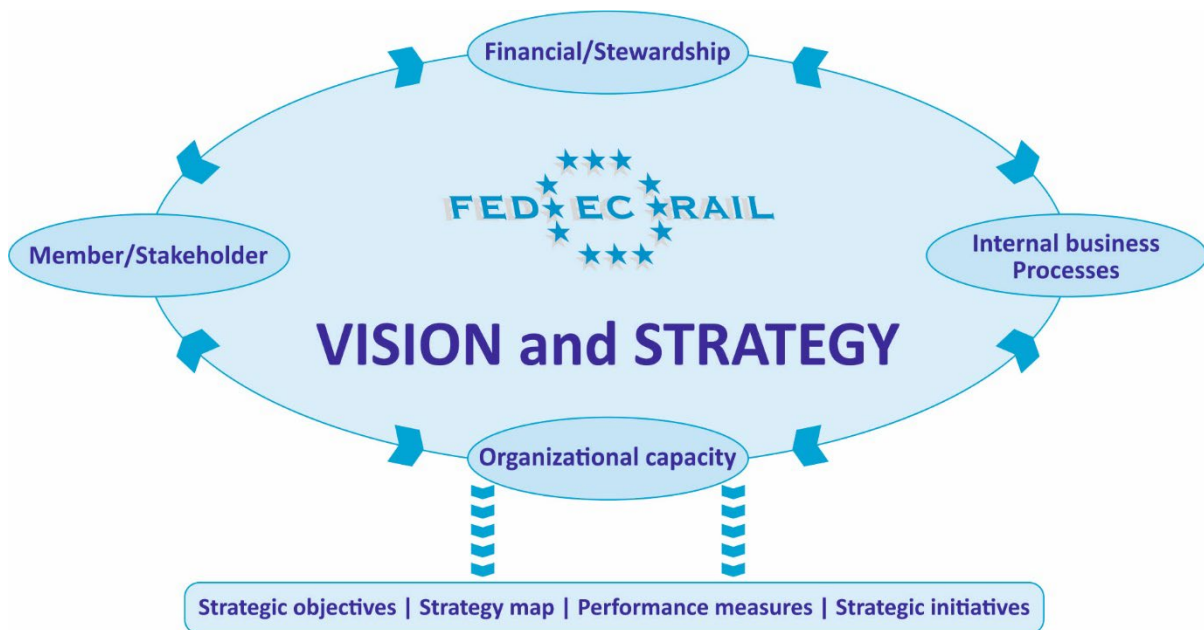 Financial/Stewardship
FED EC RAIL
Member/Stakeholder
Internal business
Processes
VISION and STRATEGY
Organizational capacity
Strategic objectives | Strategy map | Performance measures | Strategic initiatives